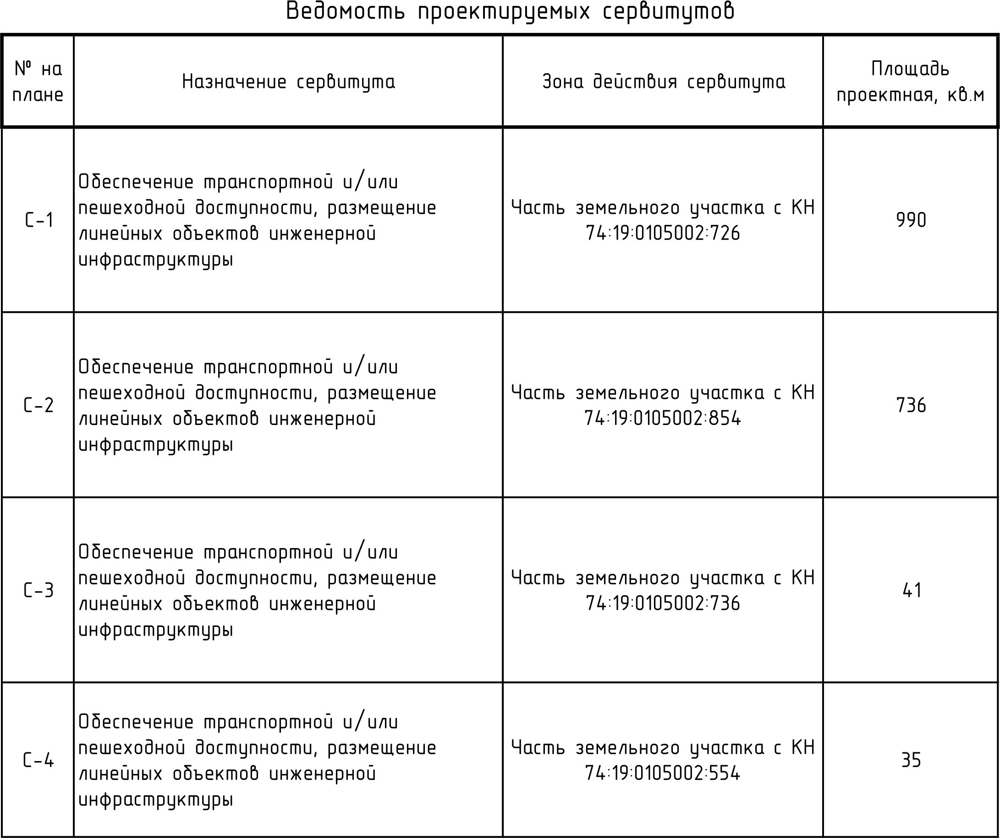 Ведомость проектируемых сервитутов
№ на
плане
Назначение сервитута
Зона действия сервитута
Площадь
проектная, кв.м
С-1
Обеспечение транспортной и/или
пешеходной доступности, размещение
линейных объектов инженерной
инфраструктуры
Часть земельного участка с КН
74:19:0105002:726
990
С-2
Обеспечение транспортной и/или
пешеходной доступности, размещение
линейных объектов инженерной
инфраструктуры
Часть земельного участка с КН
74:19:0105002:854
736
С-3
Обеспечение транспортной и/или
пешеходной доступности, размещение
линейных объектов инженерной
инфраструктуры
Часть земельного участка с КН
74:19:0105002:736
41
С-4
Обеспечение транспортной и/или
пешеходной доступности, размещение
линейных объектов инженерной
инфраструктуры
Часть земельного участка с КН
74:19:0105002:554
35